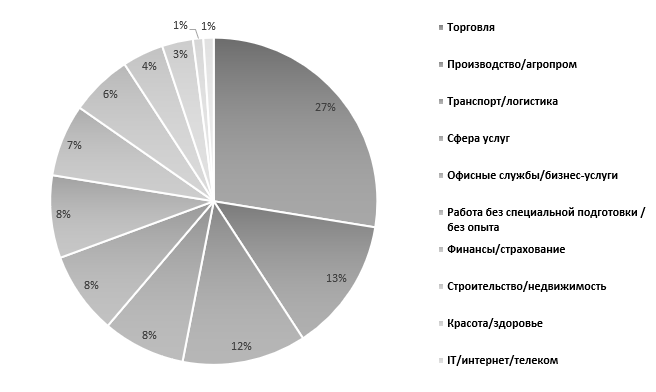 1%
1%
3%
4%
6%
7%
8%
8%
8%
12%
13%
27%
Торговля
Производство/агропром
Транспорт/логистика
Сфера услуг
Офисные службы/бизнес-услуги
Работа без специальной подготовки /
без опыта
Финансы/страхование
Строительство/недвижимость
Красота/здоровье
IT/интернет/телеком